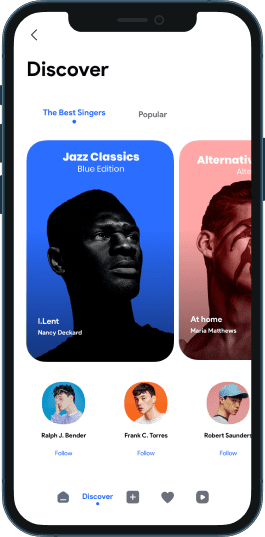 Discover
The Best Singers
Popular
Jazz Classics
Blue Edition
I.Lent
Nancy Deckard
Alternativ
Alto
At home
Maria Matthews
Ralph J. Bender
Follow
Frank C. Torres
Follow
Robert Saunders
Follow
Discover